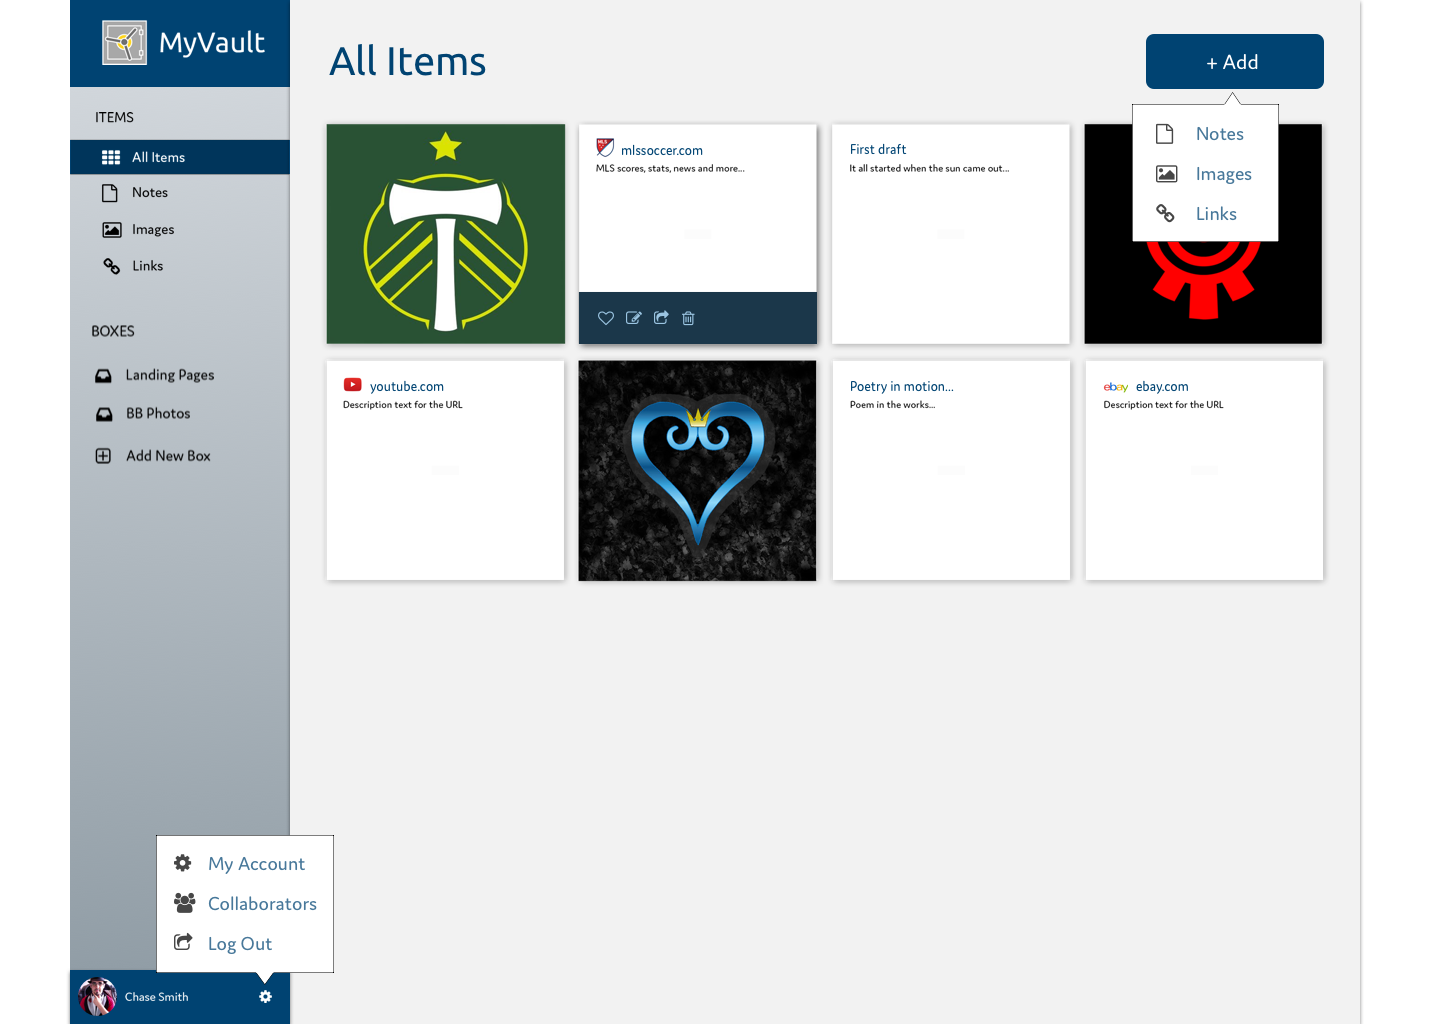 MyVault
ITEMS
All Items
Notes
Images
Links
BOXES
Landing Pages
BB Photos
Add New Box
My Account
Collaborators
Log Out
Chase Smith
All Items
+ Add
Notes
Images
Links
MLS
mlssoccer.com
MLS scores, stats, news and more...
First draft
It all started when the sun came out...
youtube.com
Description text for the URL
Poetry in motion...
Poem in the works...
ebay ebay.com
Description text for the URL